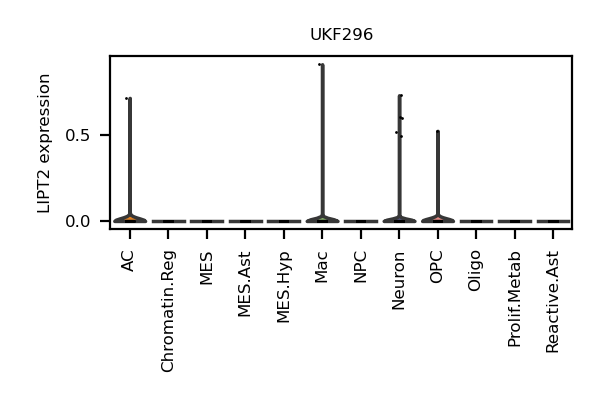 UKF296
LIPT2 expression
0.5
0.0
AC
Chromatin.Reg
MES
MES.Ast
MES.Hyp
Mac
NPC
Neuron
OPC
Oligo
Prolif.Metab
Reactive.Ast